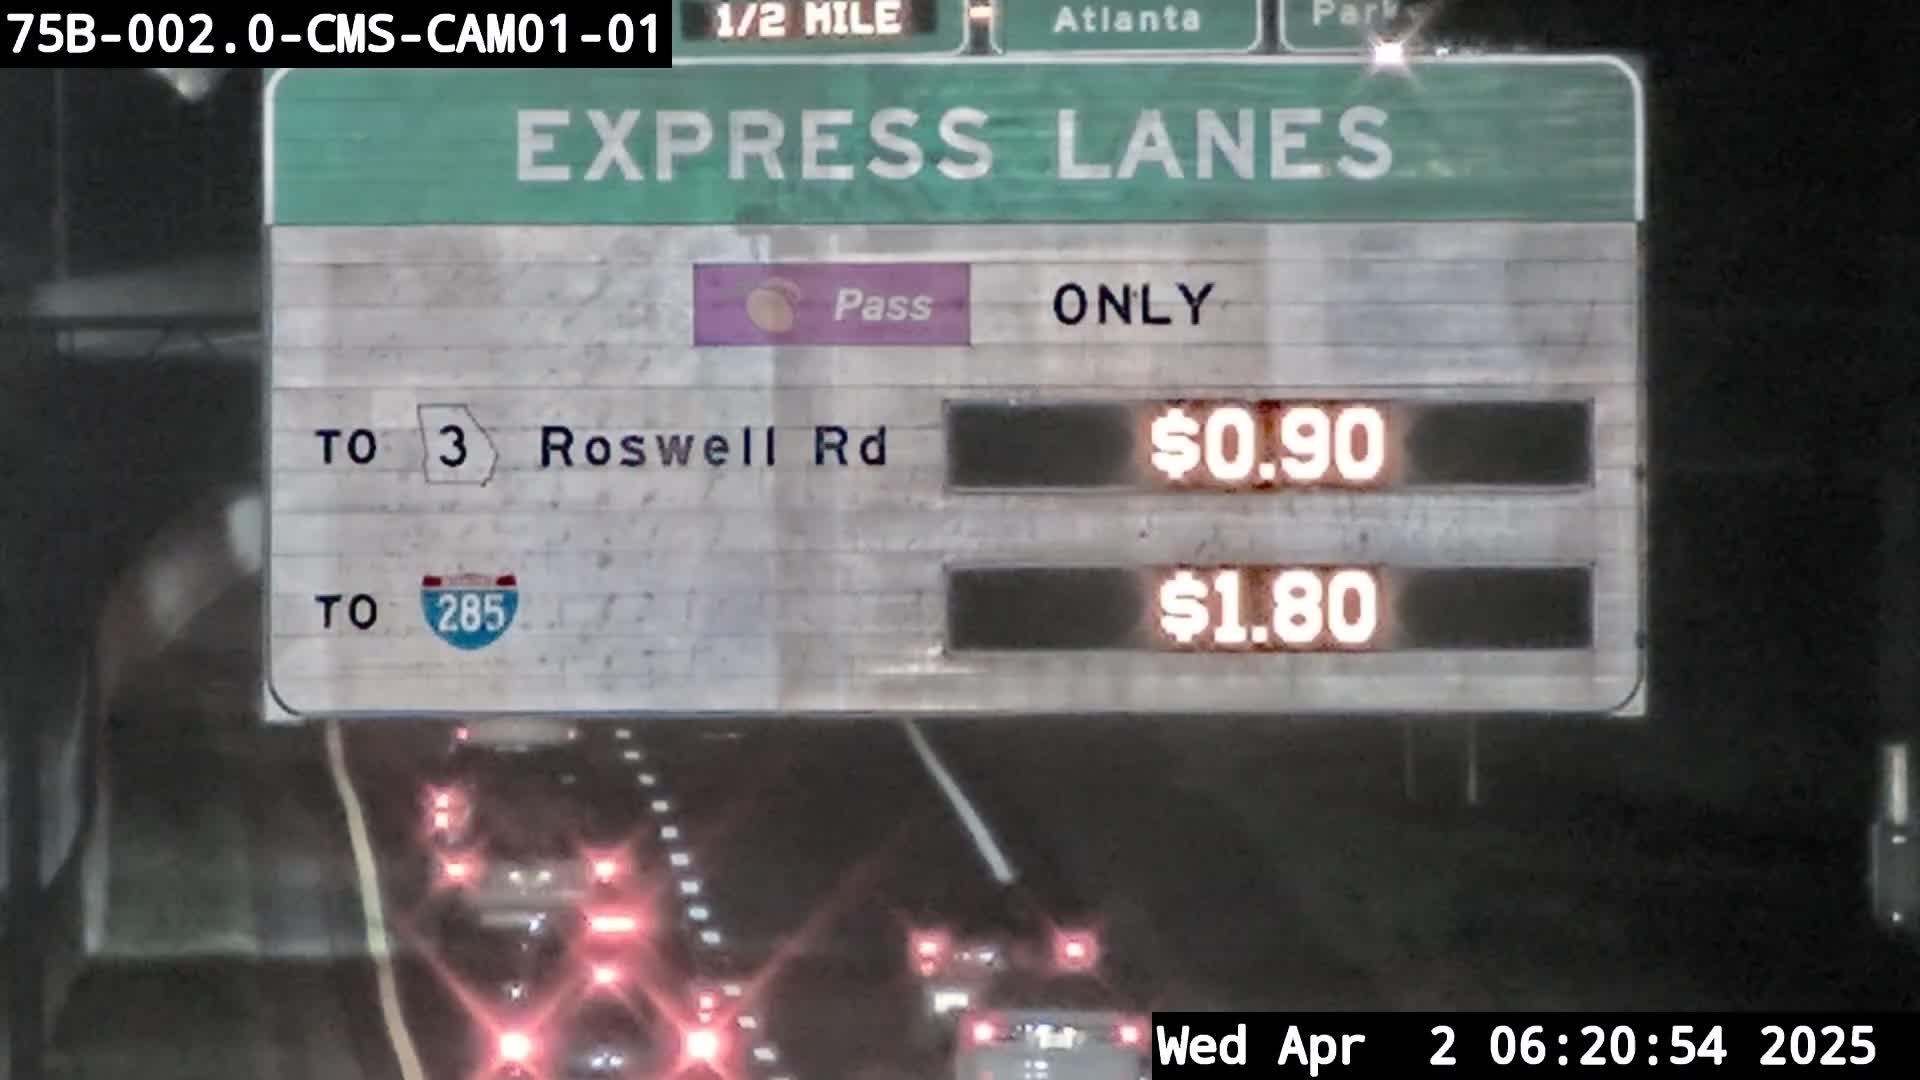 75B-002.0-CMS-CAM01-01
1/2 MILE
Atlanta
EXPRESS LANES
Pass ONLY
TO 3 Roswell Rd $0.90
TO 285 $1.80
Wed Apr 2 06:20:54 2025